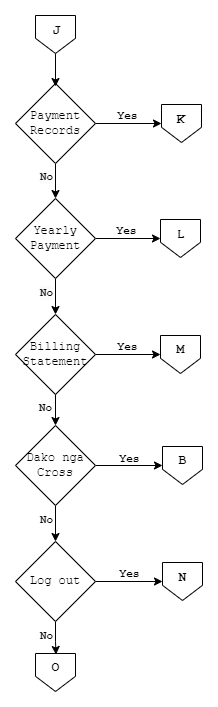 J
Payment
Records
Yes
K
No
Yearly
Payment
Yes
L
No
Billing
Statement
Yes
M
No
Dako nga
Cross
Yes
B
No
Log out
Yes
N
No
O